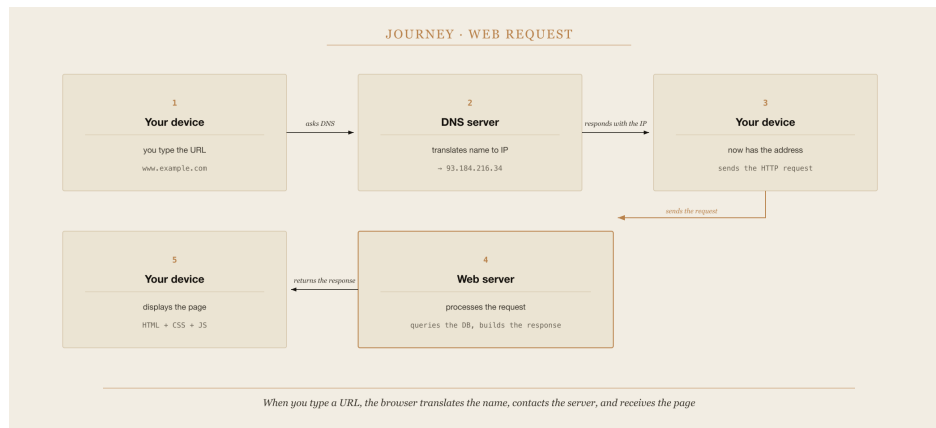 JOURNEY · WEB REQUEST
1
Your device
you type the URL
www.example.com
asks DNS
2
DNS server
translates name to IP
→ 93.184.216.34
responds with the IP
3
Your device
now has the address
sends the HTTP request
sends the request
4
Web server
processes the request
queries the DB, builds the response
returns the response
5
Your device
displays the page
HTML + CSS + JS
When you type a URL, the browser translates the name, contacts the server, and receives the page